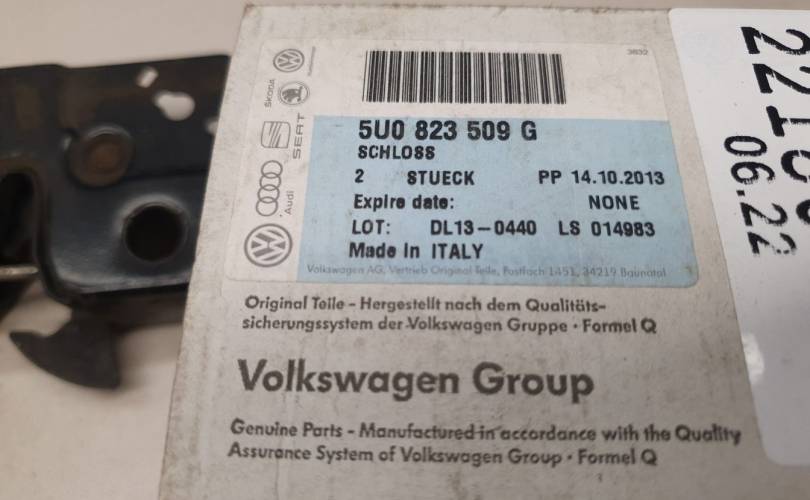 3832
ŠKODA
SEAT
Audi
5U0 823 509 G
SCHLOSS
2 STUECK PP 14.10.2013
Expire date: NONE
LOT: DL13-0440 LS 014983
Made In ITALY
Volkswagen AG, Vertrieb Original Teile, Postfach 1451, 34219 Baunatal
Original Teile - Hergestellt nach dem Qualitäts-
sicherungssystem der Volkswagen Gruppe · Formel Q
Volkswagen Group
Genuine Parts - Manufactured in accordance with the Quality
Assurance System of Volkswagen Group · Formel Q
06.22